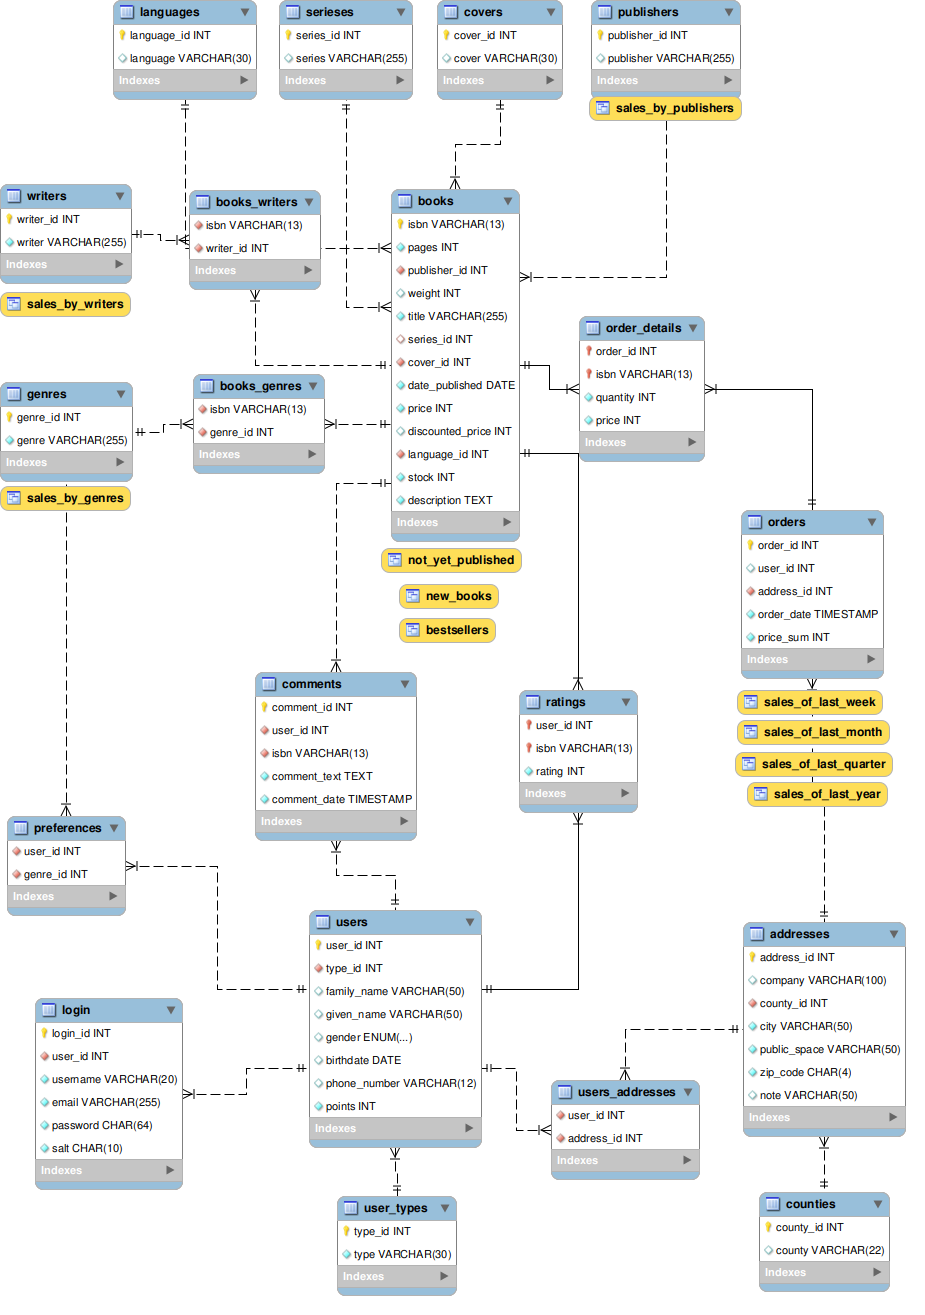 languages
language_id INT
language VARCHAR(30)
Indexes
serieses
series_id INT
series VARCHAR(255)
Indexes
covers
cover_id INT
cover VARCHAR(30)
Indexes
publishers
publisher_id INT
publisher VARCHAR(255)
Indexes
sales_by_publishers
writers
writer_id INT
writer VARCHAR(255)
Indexes
sales_by_writers
books_writers
isbn VARCHAR(13)
writer_id INT
Indexes
books
isbn VARCHAR(13)
pages INT
publisher_id INT
weight INT
title VARCHAR(255)
series_id INT
cover_id INT
date_published DATE
price INT
discounted_price INT
language_id INT
stock INT
description TEXT
Indexes
not_yet_published
new_books
bestsellers
order_details
order_id INT
isbn VARCHAR(13)
quantity INT
price INT
Indexes
genres
genre_id INT
genre VARCHAR(255)
Indexes
sales_by_genres
books_genres
isbn VARCHAR(13)
genre_id INT
Indexes
orders
order_id INT
user_id INT
address_id INT
order_date TIMESTAMP
price_sum INT
Indexes
sales_of_last_week
sales_of_last_month
sales_of_last_quarter
sales_of_last_year
comments
comment_id INT
user_id INT
isbn VARCHAR(13)
comment_text TEXT
comment_date TIMESTAMP
Indexes
ratings
user_id INT
isbn VARCHAR(13)
rating INT
Indexes
preferences
user_id INT
genre_id INT
Indexes
users
user_id INT
type_id INT
family_name VARCHAR(50)
given_name VARCHAR(50)
gender ENUM(...)
birthdate DATE
phone_number VARCHAR(12)
points INT
Indexes
addresses
address_id INT
company VARCHAR(100)
county_id INT
city VARCHAR(50)
public_space VARCHAR(50)
zip_code CHAR(4)
note VARCHAR(50)
Indexes
login
login_id INT
user_id INT
username VARCHAR(20)
email VARCHAR(255)
password CHAR(64)
salt CHAR(10)
Indexes
users_addresses
user_id INT
address_id INT
Indexes
user_types
type_id INT
type VARCHAR(30)
Indexes
counties
county_id INT
county VARCHAR(22)
Indexes